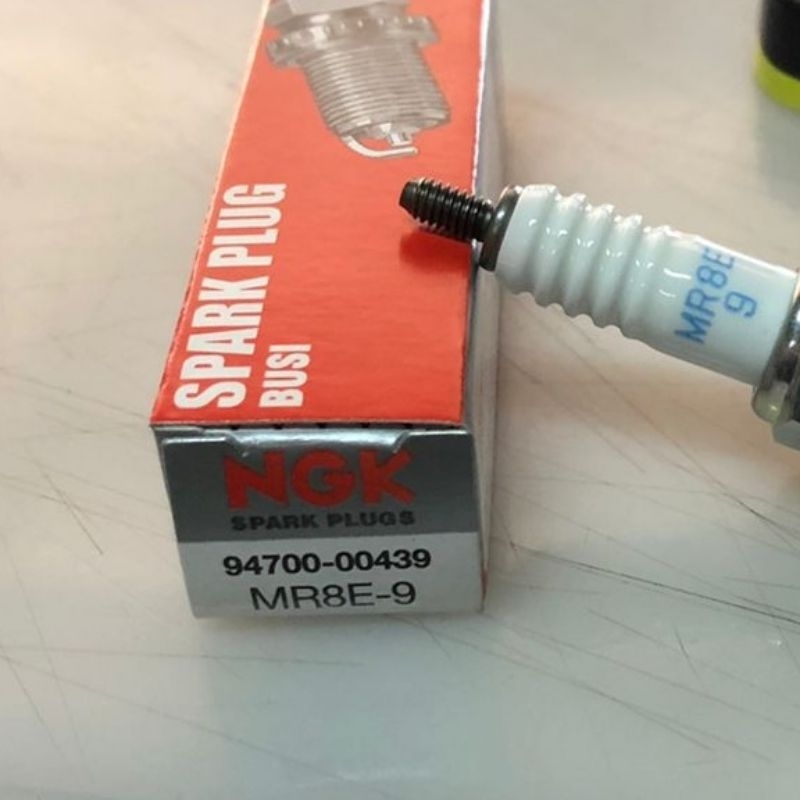 SPARK PLUG
BUSI
NGK
SPARK PLUGS
94700-00439
MR8E-9
MR8E
9